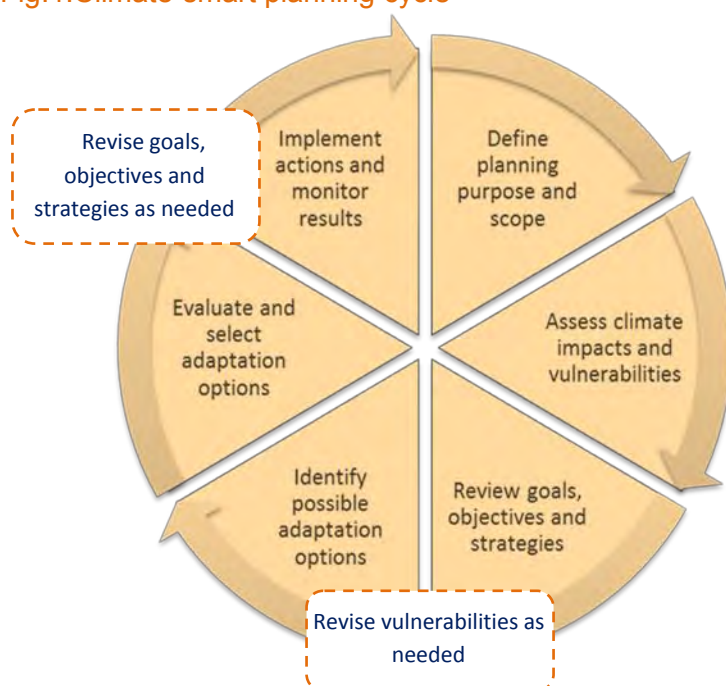 Fig.1.Climate-smart planning cycle
Define
planning
purpose and
scope
Assess climate
impacts and
vulnerabilities
Review goals,
objectives and
strategies
Revise vulnerabilities as
needed
Identify
possible
adaptation
options
Evaluate and
select
adaptation
options
Revise goals,
objectives and
strategies as needed
Implement
actions and
monitor
results